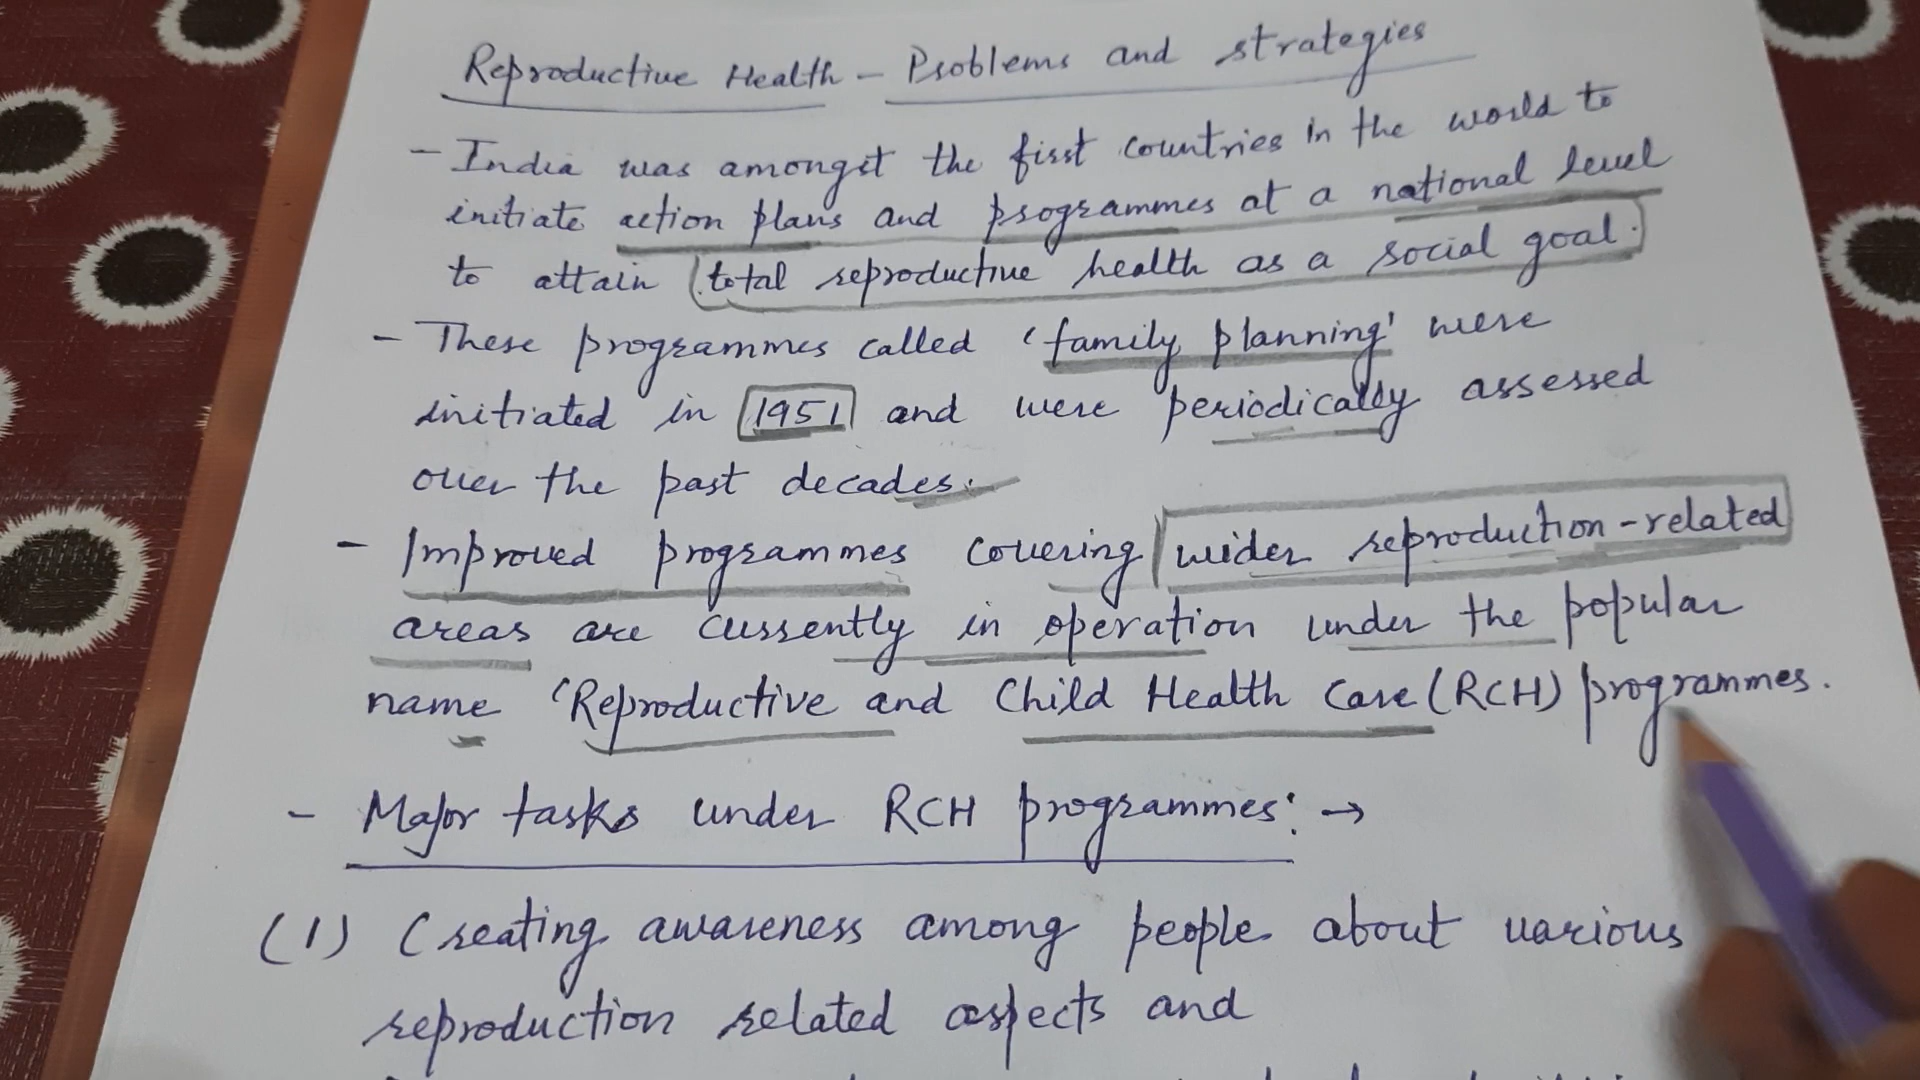 Reproductive Health - Problems and strategies
- India was amongst the first countries in the world to
initiate action plans and programmes at a national level
to attain total reproductive health as a social goal.
- These programmes called 'family planning' were
initiated in 1951 and were periodically assessed
over the past decades.
- Improved programmes covering wider reproduction-related
areas are currently in operation under the popular
name 'Reproductive and Child Health Care (RCH) programmes.
- Major tasks under RCH programmes: →
(1) Creating awareness among people about various
reproduction related aspects and